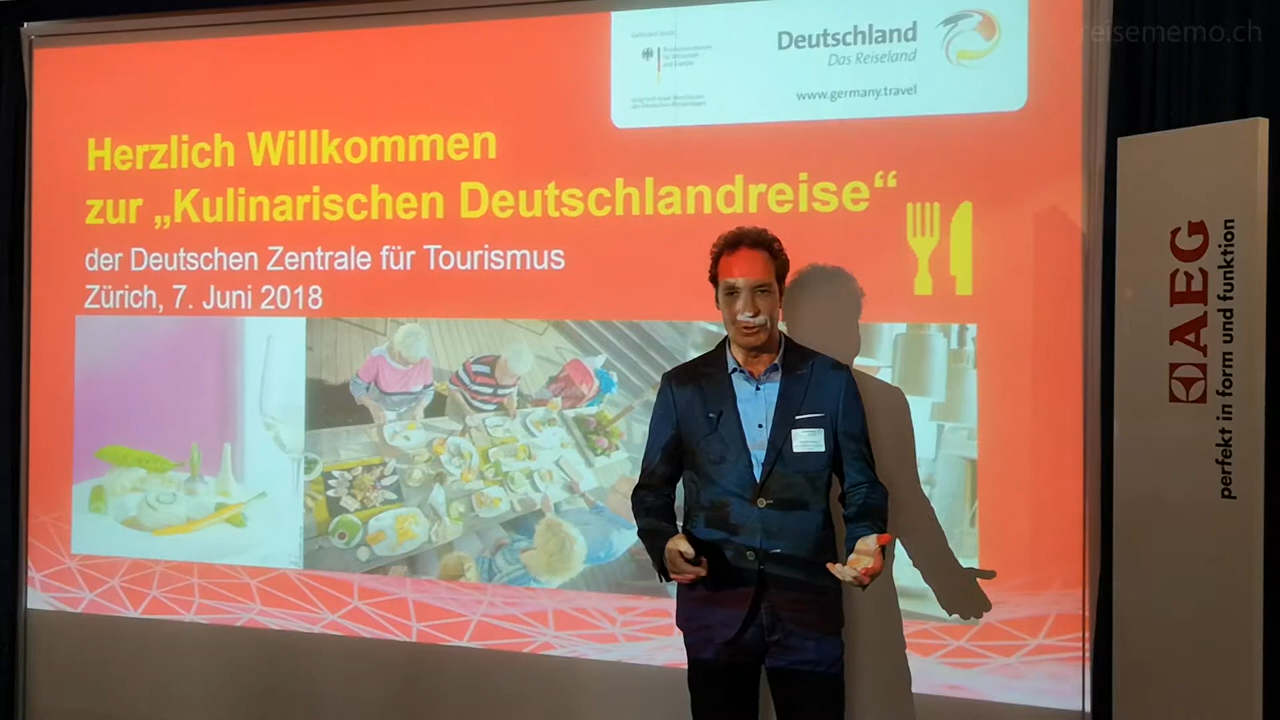 reisememo.ch
Deutschland
Das Reiseland
www.germany.travel
Herzlich Willkommen
zur „Kulinarischen Deutschlandreise“
der Deutschen Zentrale für Tourismus
Zürich, 7. Juni 2018
AEG
perfekt in form und funktion